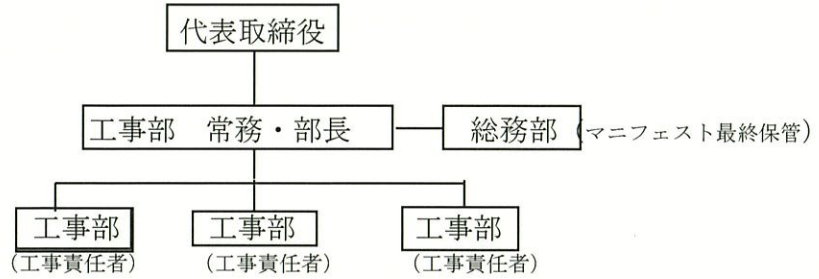 代表取締役
工事部 常務・部長 総務部 (マニフェスト最終保管)
工事部 工事部 工事部
(工事責任者) (工事責任者) (工事責任者)